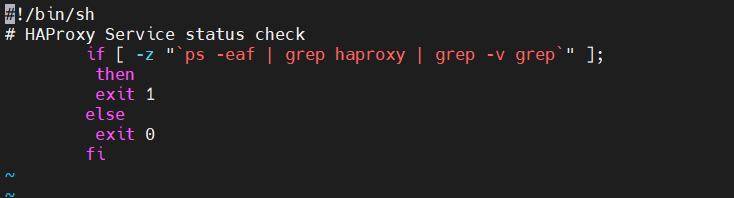 #!/bin/sh
# HAProxy Service status check
        if [ -z "`ps -eaf | grep haproxy | grep -v grep`" ];
         then
         exit 1
        else
         exit 0
        fi
~
~